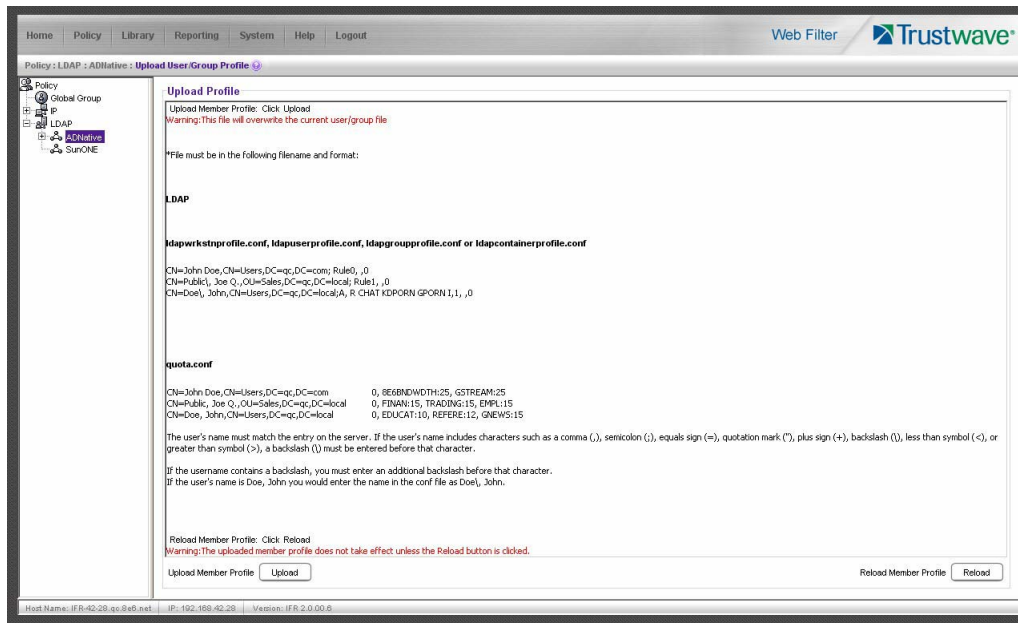 Home Policy Library Reporting System Help Logout
Web Filter
Trustwave®
Policy : LDAP : ADNative : Upload User/Group Profile
Policy
Global Group
IP
LDAP
ADNative
SunONE
Upload Profile
Upload Member Profile: Click Upload
Warning:This file will overwrite the current user/group file
*File must be in the following filename and format:
LDAP
ldapwrkstnprofile.conf, ldapuserprofile.conf, ldapgroupprofile.conf or ldapcontainerprofile.conf
CN=John Doe,CN=Users,DC=qc,DC=com; Rule0, ,0
CN=Public\, Joe Q.,OU=Sales,DC=qc,DC=local; Rule1, ,0
CN=Doe\, John,CN=Users,DC=qc,DC=local;A, R CHAT KDPORN GPORN I,1, ,0
quota.conf
CN=John Doe,CN=Users,DC=qc,DC=com 0, 8E6BNDWDTH:25, GSTREAM:25
CN=Public, Joe Q.,OU=Sales,DC=qc,DC=local 0, FINAN:15, TRADING:15, EMPL:15
CN=Doe, John,CN=Users,DC=qc,DC=local 0, EDUCAT:10, REFERE:12, GNEWS:15
The user's name must match the entry on the server. If the user's name includes characters such as a comma (,), semicolon (;), equals sign (=), quotation mark ("), plus sign (+), backslash (\), less than symbol (<), or
greater than symbol (>), a backslash (\) must be entered before that character.
If the username contains a backslash, you must enter an additional backslash before that character.
If the user's name is Doe, John you would enter the name in the conf file as Doe\, John.
Reload Member Profile: Click Reload
Warning:The uploaded member profile does not take effect unless the Reload button is clicked.
Upload Member Profile Upload
Reload Member Profile Reload
Host Name: IFR-42-28.qc.8e6.net IP: 192.168.42.28 Version: IFR 2.0.00.6